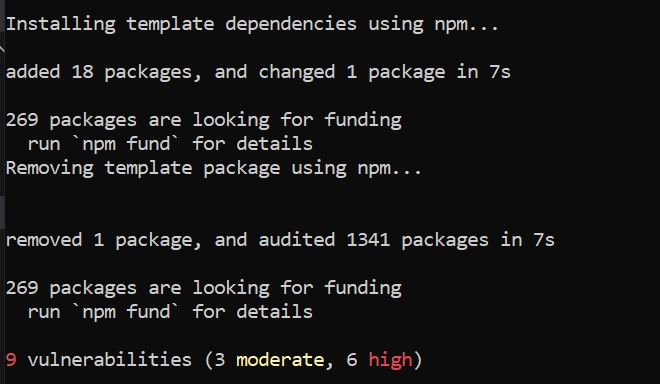 Installing template dependencies using npm...
added 18 packages, and changed 1 package in 7s
269 packages are looking for funding
  run `npm fund` for details
Removing template package using npm...
removed 1 package, and audited 1341 packages in 7s
269 packages are looking for funding
  run `npm fund` for details
9 vulnerabilities (3 moderate, 6 high)